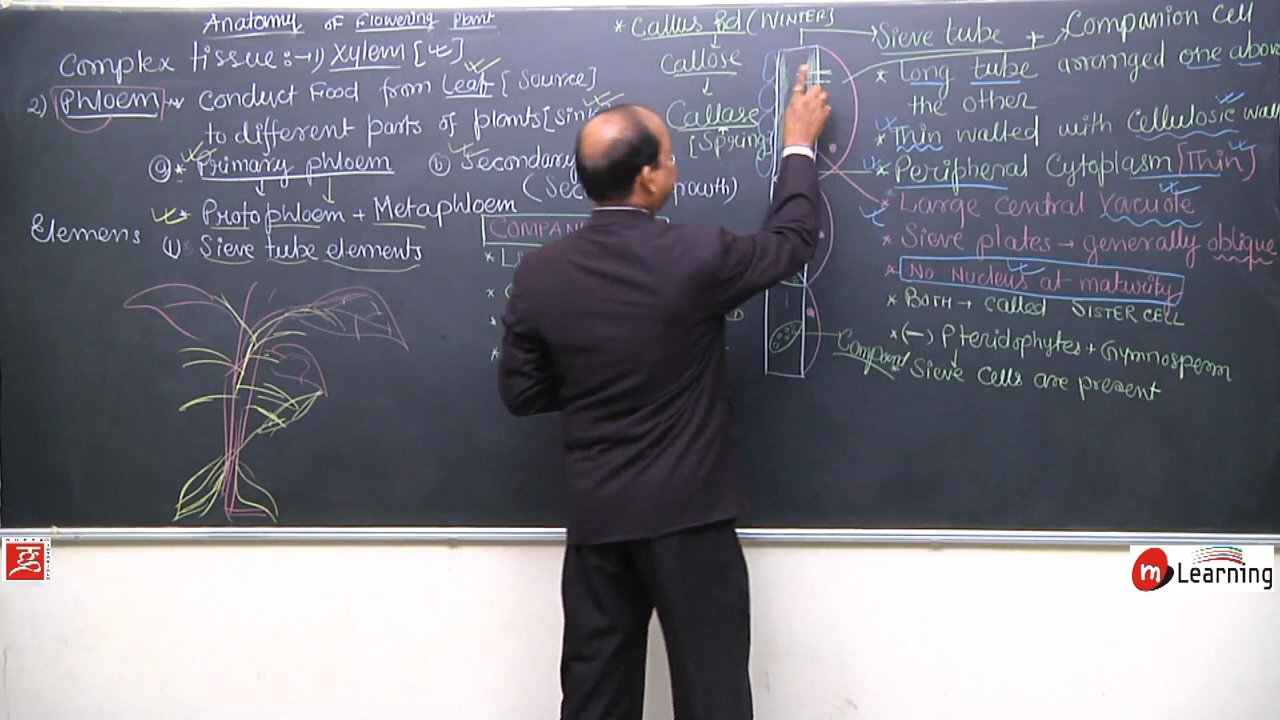 Anatomy of Flowering Plant
Complex tissue :→ 1) Xylem [
2) Phloem → Conduct Food from Leaf [Source]
to different parts of plants [sink
(a) * Primary phloem (b) Secondary
(Sec growth)
* Protophloem + Metaphloem
Elemens (1) Sieve tube elements
COMPAN
* Callus Pd (WINTER]
Callose
↓
Callase
[Spring]
Sieve tube + Companion Cell
* Long tube arranged one above
the other
* Thin walled with Cellulosic wall
* Peripheral Cytoplasm [Thin]
* Large central Vacuole
* Sieve plates → generally oblique
* No Nucleus at maturity
* BOTH → called SISTER CELL
* (−) Pteridophytes + Gymnosperm
↓
Sieve Cells are present
m Learning